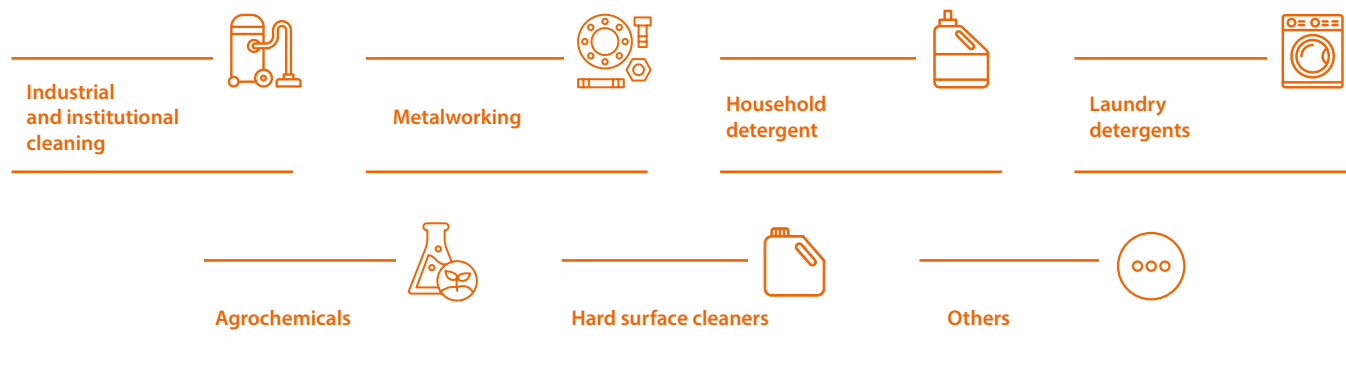 Industrial
and institutional
cleaning
Metalworking
Household
detergent
Laundry
detergents
Agrochemicals
Hard surface cleaners
Others